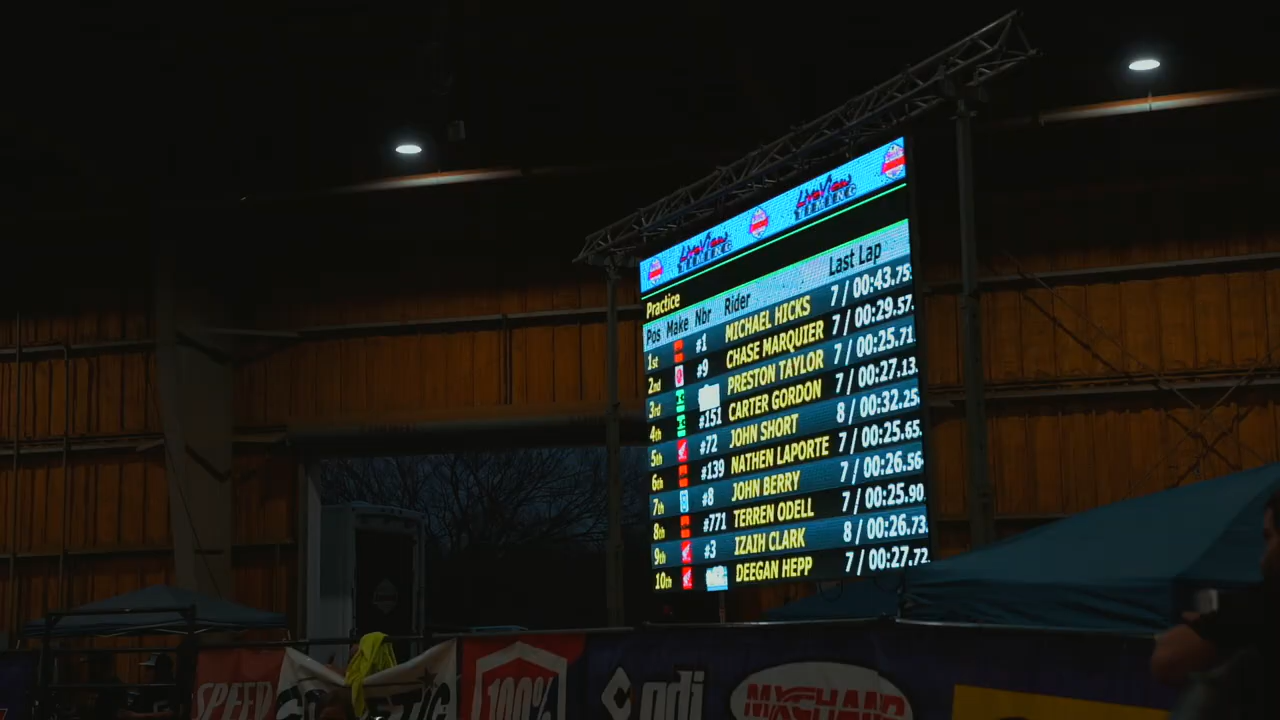 LiveView LiveView
TIMING TIMING
Practice
Pos Make Nbr Rider Last Lap
1st #1 MICHAEL HICKS 7 / 00:43.75
2nd #9 CHASE MARQUIER 7 / 00:29.57
3rd PRESTON TAYLOR 7 / 00:25.71
4th #151 CARTER GORDON 7 / 00:27.13
5th #72 JOHN SHORT 8 / 00:32.25
6th #139 NATHEN LAPORTE 7 / 00:25.65
7th #8 JOHN BERRY 7 / 00:26.56
8th #771 TERREN ODELL 7 / 00:25.90
9th #3 IZAIH CLARK 8 / 00:26.73
10th DEEGAN HEPP 7 / 00:27.72
SPEED
100%
odi
MXCHAMP